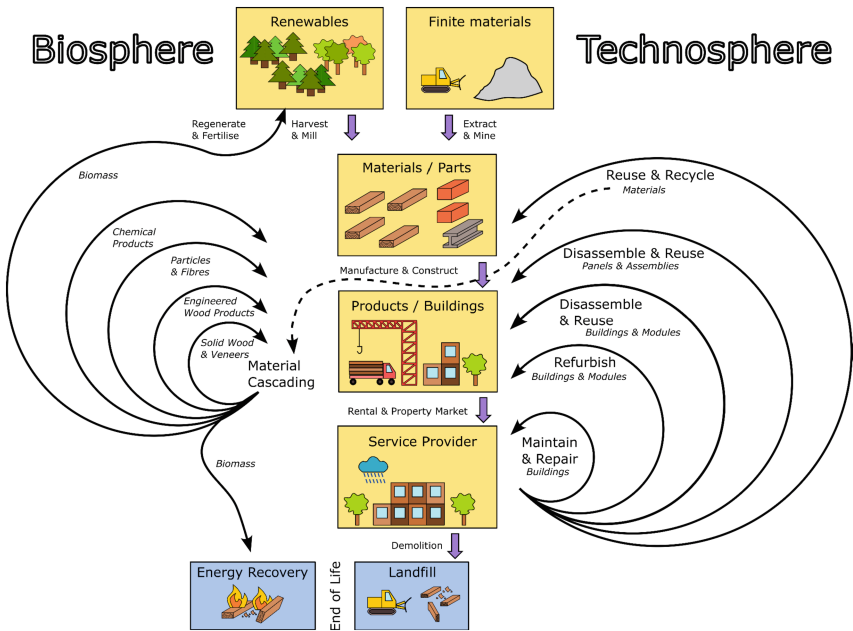 Biosphere
Renewables
Finite materials
Technosphere
Regenerate
& Fertilise
Harvest
& Mill
Extract
& Mine
Biomass
Materials / Parts
Reuse & Recycle
Materials
Chemical
Products
Particles
& Fibres
Manufacture & Construct
Disassemble & Reuse
Panels & Assemblies
Engineered
Wood Products
Products / Buildings
Disassemble
& Reuse
Buildings & Modules
Solid Wood
& Veneers
Material
Cascading
Refurbish
Buildings & Modules
Rental & Property Market
Service Provider
Maintain
& Repair
Buildings
Biomass
Demolition
Energy Recovery
End of Life
Landfill